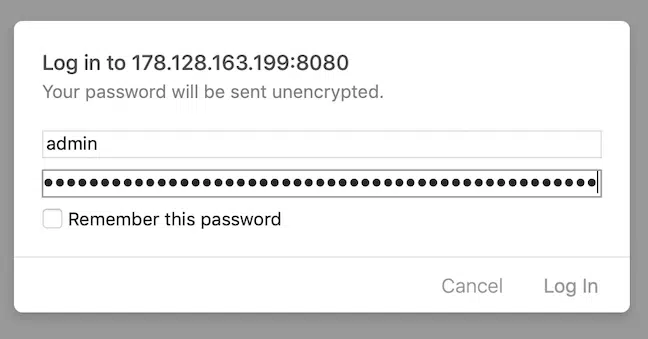 Log in to 178.128.163.199:8080
Your password will be sent unencrypted.
admin
••••••••••••••••••••••••••••••••••••••••••••••••
Remember this password
Cancel Log In